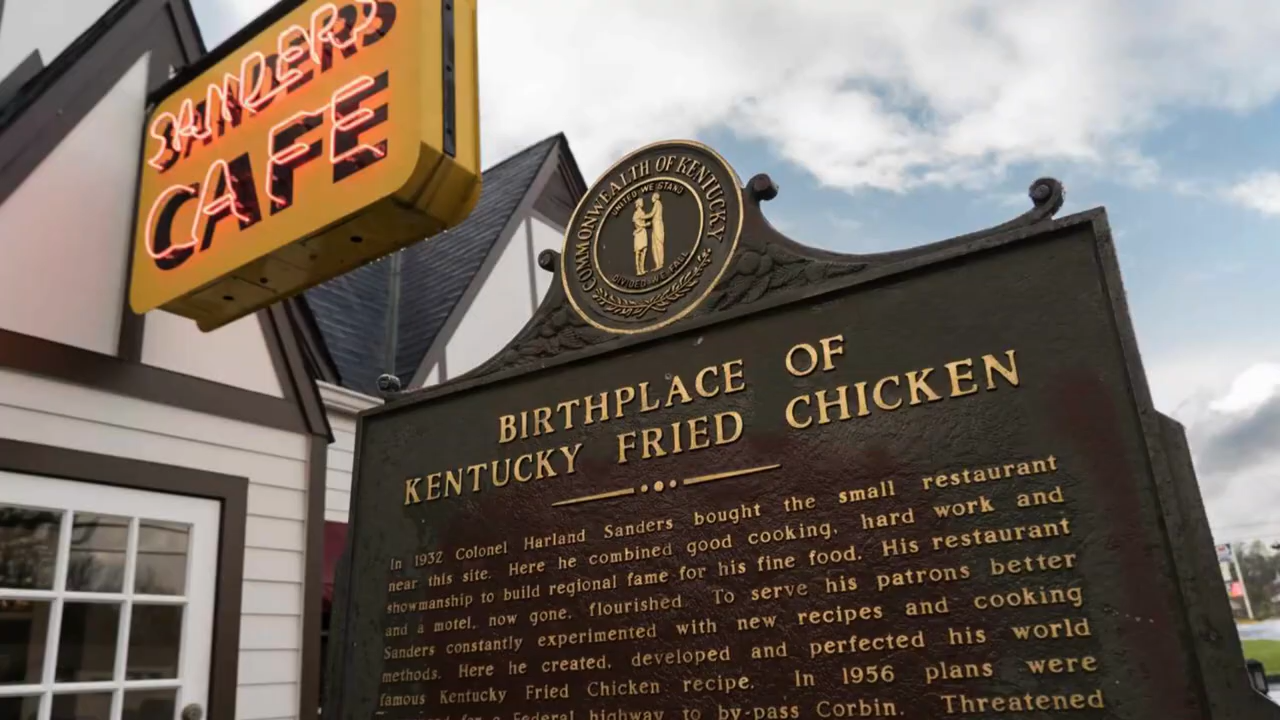 SANDERS
CAFE
COMMONWEALTH OF KENTUCKY
UNITED WE STAND
DIVIDED WE FALL
BIRTHPLACE OF
KENTUCKY FRIED CHICKEN
In 1932 Colonel Harland Sanders bought the small restaurant
near this site. Here he combined good cooking, hard work and
showmanship to build regional fame for his fine food. His restaurant
and a motel, now gone, flourished. To serve his patrons better
Sanders constantly experimented with new recipes and cooking
methods. Here he created, developed and perfected his world
famous Kentucky Fried Chicken recipe. In 1956 plans were
for a Federal highway to by-pass Corbin. Threatened